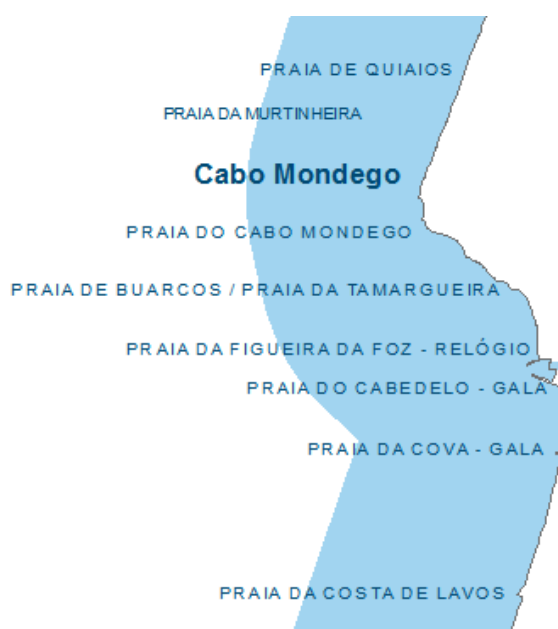 PRAIA DE QUIAIOS
PRAIA DA MURTINHEIRA
Cabo Mondego
PRAIA DO CABO MONDEGO
PRAIA DE BUARCOS / PRAIA DA TAMARGUEIRA
PRAIA DA FIGUEIRA DA FOZ - RELÓGIO
PRAIA DO CABEDELO - GALA
PRAIA DA COVA - GALA
PRAIA DA COSTA DE LAVOS